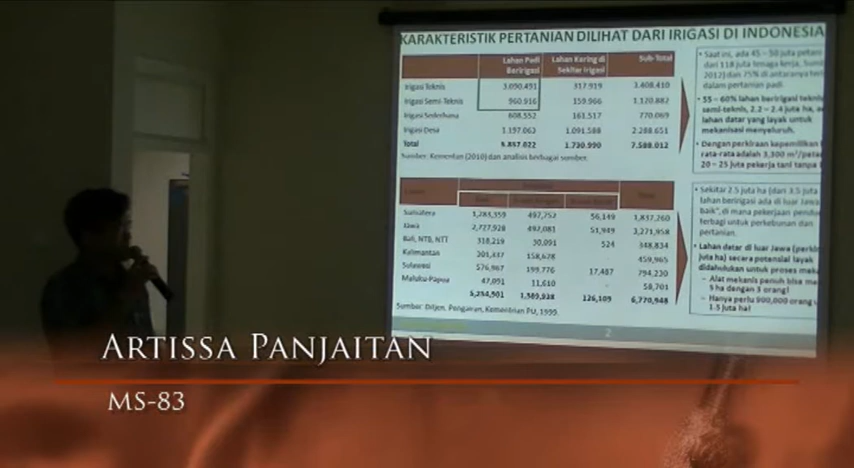 KARAKTERISTIK PERTANIAN DILIHAT DARI IRIGASI DI INDONESIA
Lahan Padi Beririgasi
Lahan Kering di Sekitar Irigasi
Sub-Total
Irigasi Teknis 3.090.491 317.919 3.408.410
Irigasi Semi-Teknis 960.916 159.966 1.120.882
Irigasi Sederhana 608.552 161.517 770.069
Irigasi Desa 1.197.063 1.091.588 2.288.651
Total 5.857.022 1.730.990 7.588.012
Sumber: Kementan (2010) dan analisis berbagai sumber.
• Saat ini, ada 45 – 50 juta petani
dari 118 juta tenaga kerja,
2012) dan 75% di antaranya
dalam pertanian padi
• 55 – 60% lahan beririgasi teknis
semi-teknis, 2.2 – 2.4 juta ha,
lahan datar yang layak untuk
mekanisasi menyeluruh.
• Dengan perkiraan kepemilikan
rata-rata adalah 3,300 m²/petani
20 – 25 juta pekerja tani tanpa
Sumatera 1,283,359 497,752 56,149 1,837,260
Jawa 2,727,928 492,081 51,949 3,271,958
Bali, NTB, NTT 318,219 30,091 524 348,834
Kalimantan 301,337 158,628 - 459,965
Sulawesi 576,967 199,776 17,487 794,230
Maluku-Papua 47,091 11,610 - 58,701
5,254,901 1,389,938 126,109 6,770,948
Sumber: Ditjen. Pengairan, Kementrian PU, 1995.
• Sekitar 2.5 juta ha (dari 3.5 juta
lahan beririgasi ada di luar Jawa
baik", di mana pekerjaan
terbagi untuk perkebunan dan
pertanian.
• Lahan datar di luar Jawa
juta ha) secara potensial layak
didahulukan untuk proses
– Alat mekanis penuh bisa
5 ha dengan 3 orang!
– Hanya perlu 900,000 orang
1.5 juta ha!
2
ARTISSA PANJAITAN
MS-83